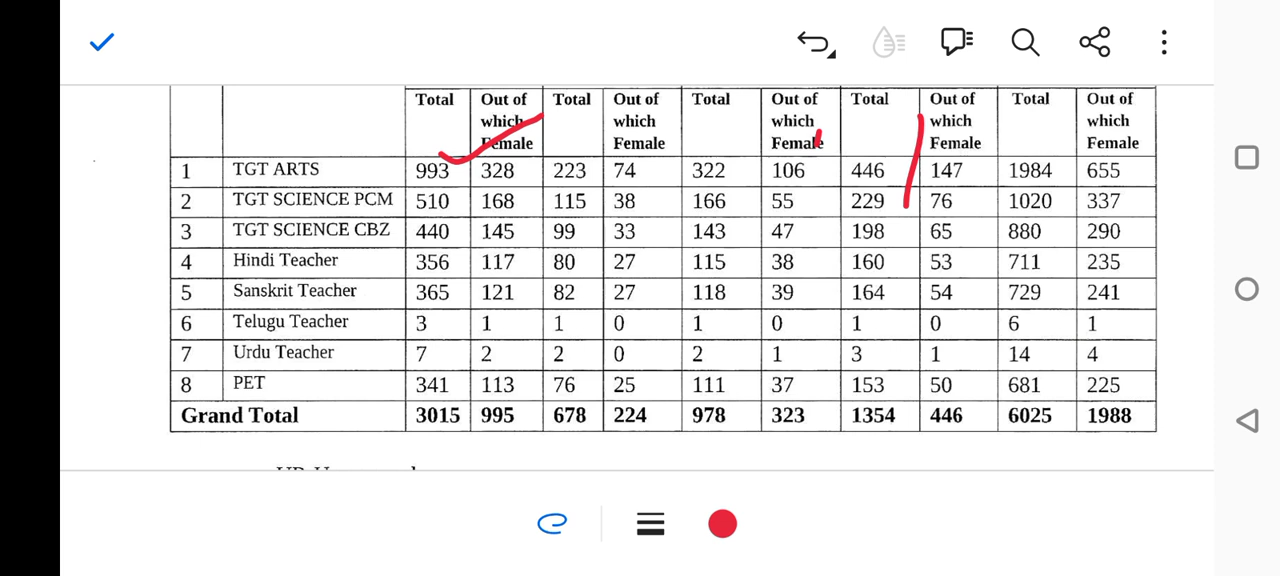 Total Out of which Female Total Out of which Female Total Out of which Female Total Out of which Female Total Out of which Female
1 TGT ARTS 993 328 223 74 322 106 446 147 1984 655
2 TGT SCIENCE PCM 510 168 115 38 166 55 229 76 1020 337
3 TGT SCIENCE CBZ 440 145 99 33 143 47 198 65 880 290
4 Hindi Teacher 356 117 80 27 115 38 160 53 711 235
5 Sanskrit Teacher 365 121 82 27 118 39 164 54 729 241
6 Telugu Teacher 3 1 1 0 1 0 1 0 6 1
7 Urdu Teacher 7 2 2 0 2 1 3 1 14 4
8 PET 341 113 76 25 111 37 153 50 681 225
Grand Total 3015 995 678 224 978 323 1354 446 6025 1988